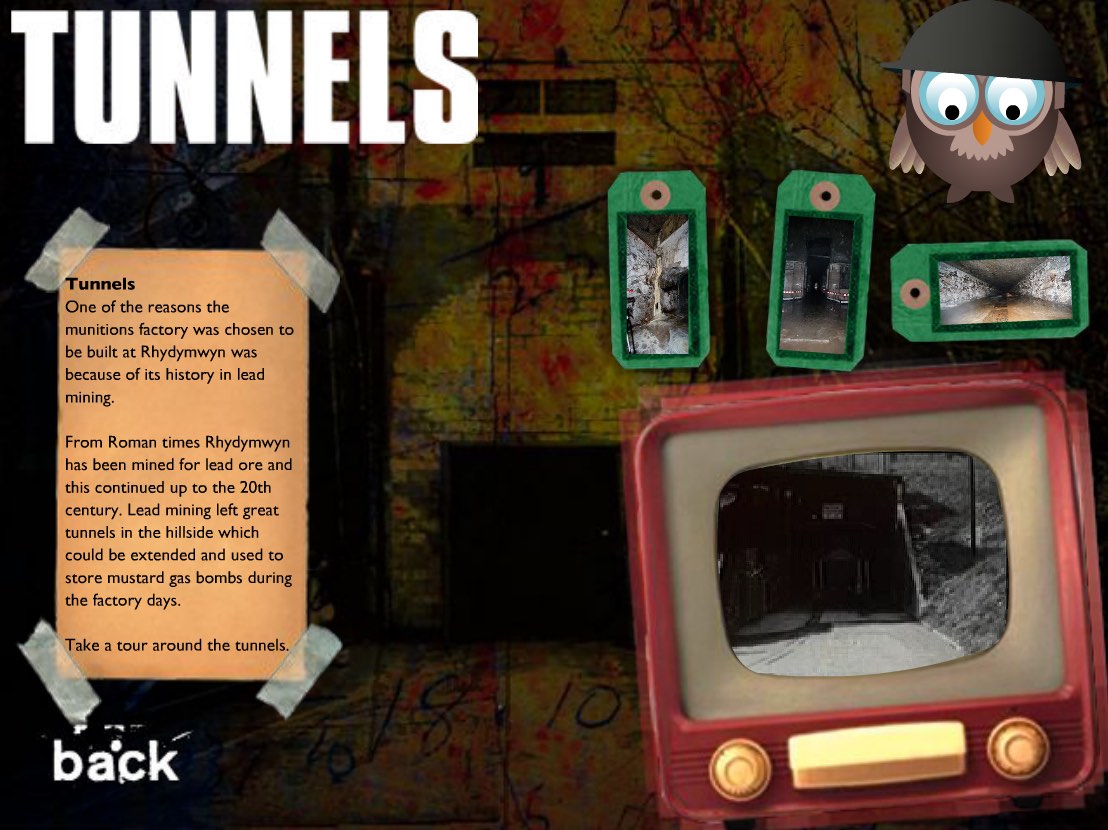 TUNNELS
Tunnels
One of the reasons the
munitions factory was chosen to
be built at Rhydymwyn was
because of its history in lead
mining.
From Roman times Rhydymwyn
has been mined for lead ore and
this continued up to the 20th
century. Lead mining left great
tunnels in the hillside which
could be extended and used to
store mustard gas bombs during
the factory days.
Take a tour around the tunnels.
18 10
back